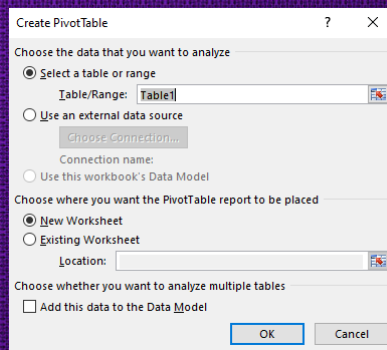 Create PivotTable ? X
Choose the data that you want to analyze
Select a table or range
Table/Range: Table1
Use an external data source
Choose Connection...
Connection name:
Use this workbook's Data Model
Choose where you want the PivotTable report to be placed
New Worksheet
Existing Worksheet
Location:
Choose whether you want to analyze multiple tables
Add this data to the Data Model
OK Cancel